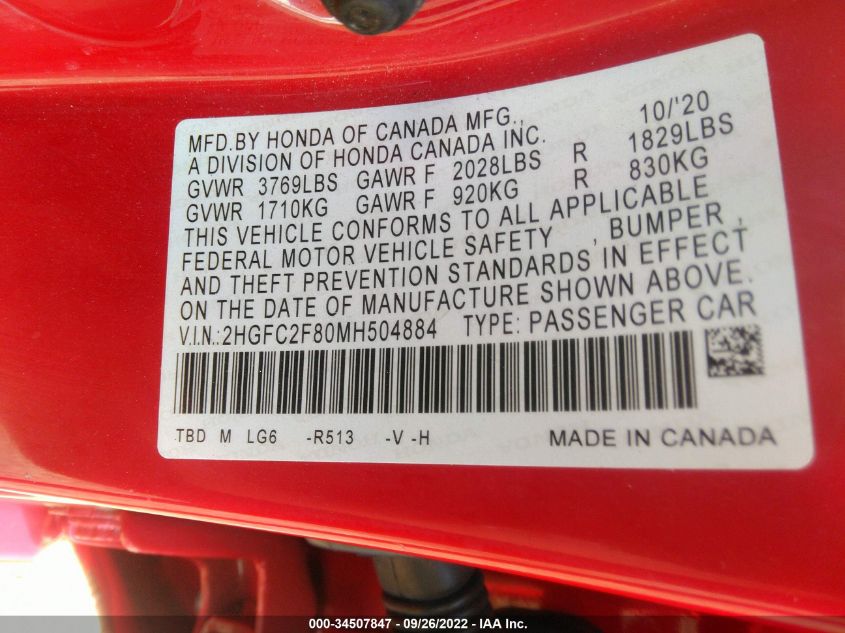 MFD.BY HONDA OF CANADA MFG., 10/'20
A DIVISION OF HONDA CANADA INC.
GVWR 3769LBS GAWR F 2028LBS R 1829LBS
GVWR 1710KG GAWR F 920KG R 830KG
THIS VEHICLE CONFORMS TO ALL APPLICABLE
FEDERAL MOTOR VEHICLE SAFETY , BUMPER ,
AND THEFT PREVENTION STANDARDS IN EFFECT
ON THE DATE OF MANUFACTURE SHOWN ABOVE.
V.I.N.: 2HGFC2F80MH504884 TYPE: PASSENGER CAR
TBD M LG6 -R513 -V -H MADE IN CANADA
000-34507847 - 09/26/2022 - IAA Inc.